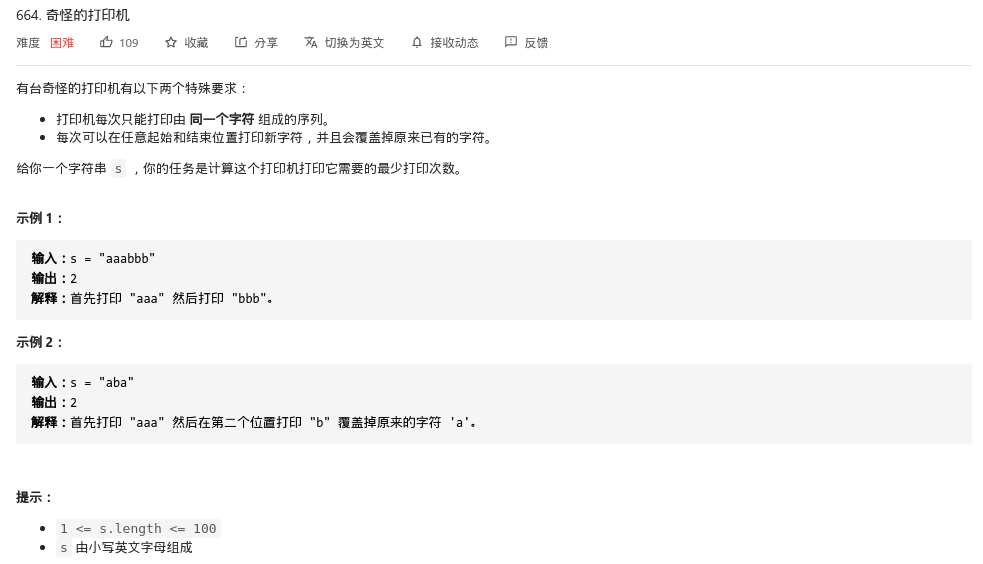 664. 奇怪的打印机
难度 困难 109 收藏 分享 切换为英文 接收动态 反馈
有台奇怪的打印机有以下两个特殊要求：
打印机每次只能打印由 同一个字符 组成的序列。
每次可以在任意起始和结束位置打印新字符，并且会覆盖掉原来已有的字符。
给你一个字符串 s ，你的任务是计算这个打印机打印它需要的最少打印次数。
示例 1：
输入：s = "aaabbb"
输出：2
解释：首先打印 "aaa" 然后打印 "bbb"。
示例 2：
输入：s = "aba"
输出：2
解释：首先打印 "aaa" 然后在第二个位置打印 "b" 覆盖掉原来的字符 'a'。
提示：
1 <= s.length <= 100
s 由小写英文字母组成